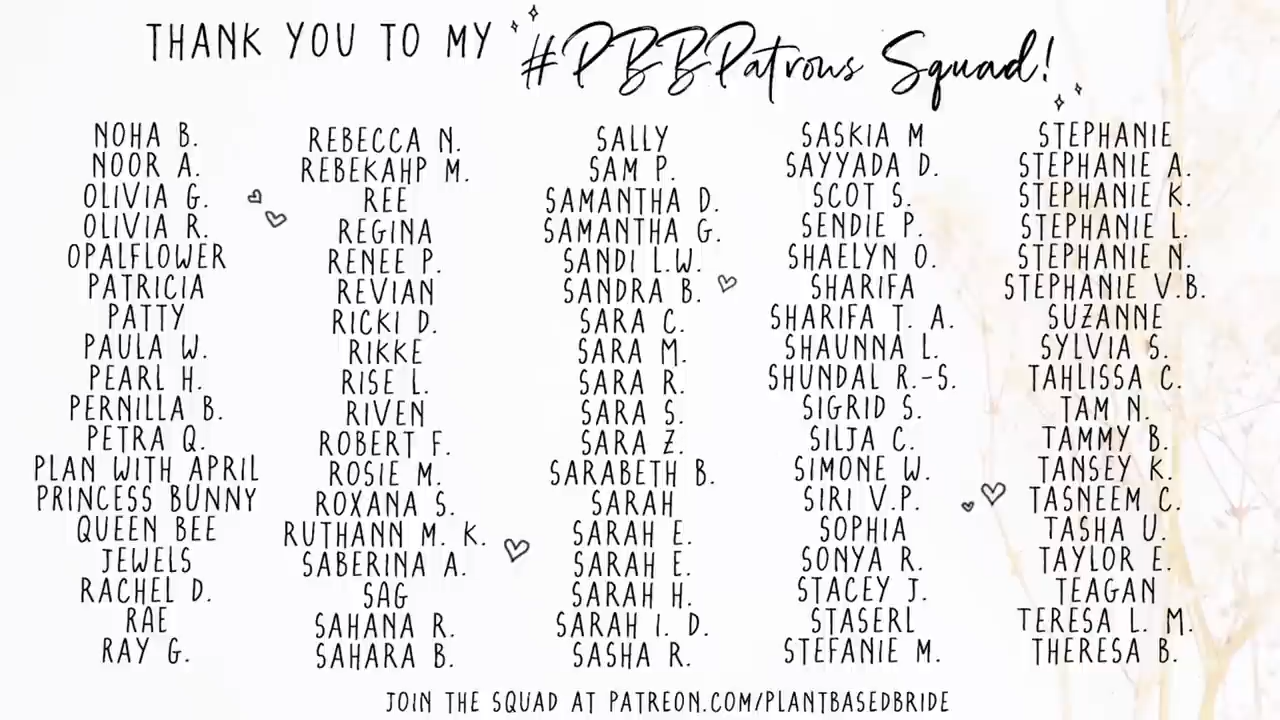 THANK YOU TO MY #PBBPatrons Squad!
NOHA B.
NOOR A.
OLIVIA G.
OLIVIA R.
OPALFLOWER
PATRICIA
PATTY
PAULA W.
PEARL H.
PERNILLA B.
PETRA Q.
PLAN WITH APRIL
PRINCESS BUNNY
QUEEN BEE
JEWELS
RACHEL D.
RAE
RAY G.
REBECCA N.
REBEKAHP M.
REE
REGINA
RENEE P.
REVIAN
RICKI D.
RIKKE
RISE L.
RIVEN
ROBERT F.
ROSIE M.
ROXANA S.
RUTHANN M. K.
SABERINA A.
SAG
SAHANA R.
SAHARA B.
SALLY
SAM P.
SAMANTHA D.
SAMANTHA G.
SANDI L.W.
SANDRA B.
SARA C.
SARA M.
SARA R.
SARA S.
SARA Z.
SARABETH B.
SARAH
SARAH E.
SARAH E.
SARAH H.
SARAH I. D.
SASHA R.
SASKIA M
SAYYADA D.
SCOT S.
SENDIE P.
SHAELYN O.
SHARIFA
SHARIFA T. A.
SHAUNNA L.
SHUNDAL R.-S.
SIGRID S.
SILJA C.
SIMONE W.
SIRI V.P.
SOPHIA
SONYA R.
STACEY J.
STASERL
STEFANIE M.
STEPHANIE
STEPHANIE A.
STEPHANIE K.
STEPHANIE L.
STEPHANIE N.
STEPHANIE V.B.
SUZANNE
SYLVIA S.
TAHLISSA C.
TAM N.
TAMMY B.
TANSEY K.
TASNEEM C.
TASHA U.
TAYLOR E.
TEAGAN
TERESA L. M.
THERESA B.
JOIN THE SQUAD AT PATREON.COM/PLANTBASEDBRIDE